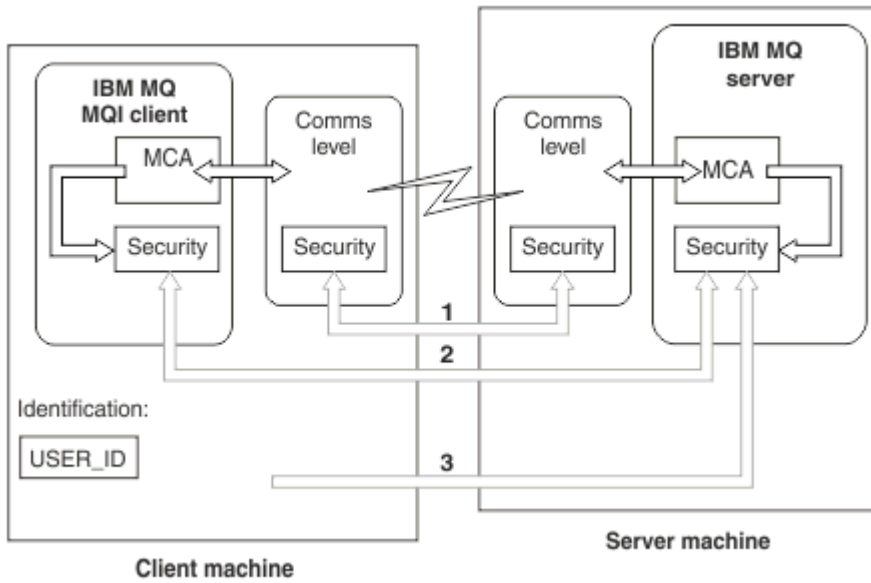 IBM MQ
MQI client
MCA
Security
Comms
level
Security
Comms
level
Security
IBM MQ
server
MCA
Security
1
2
3
Identification:
USER_ID
Client machine
Server machine